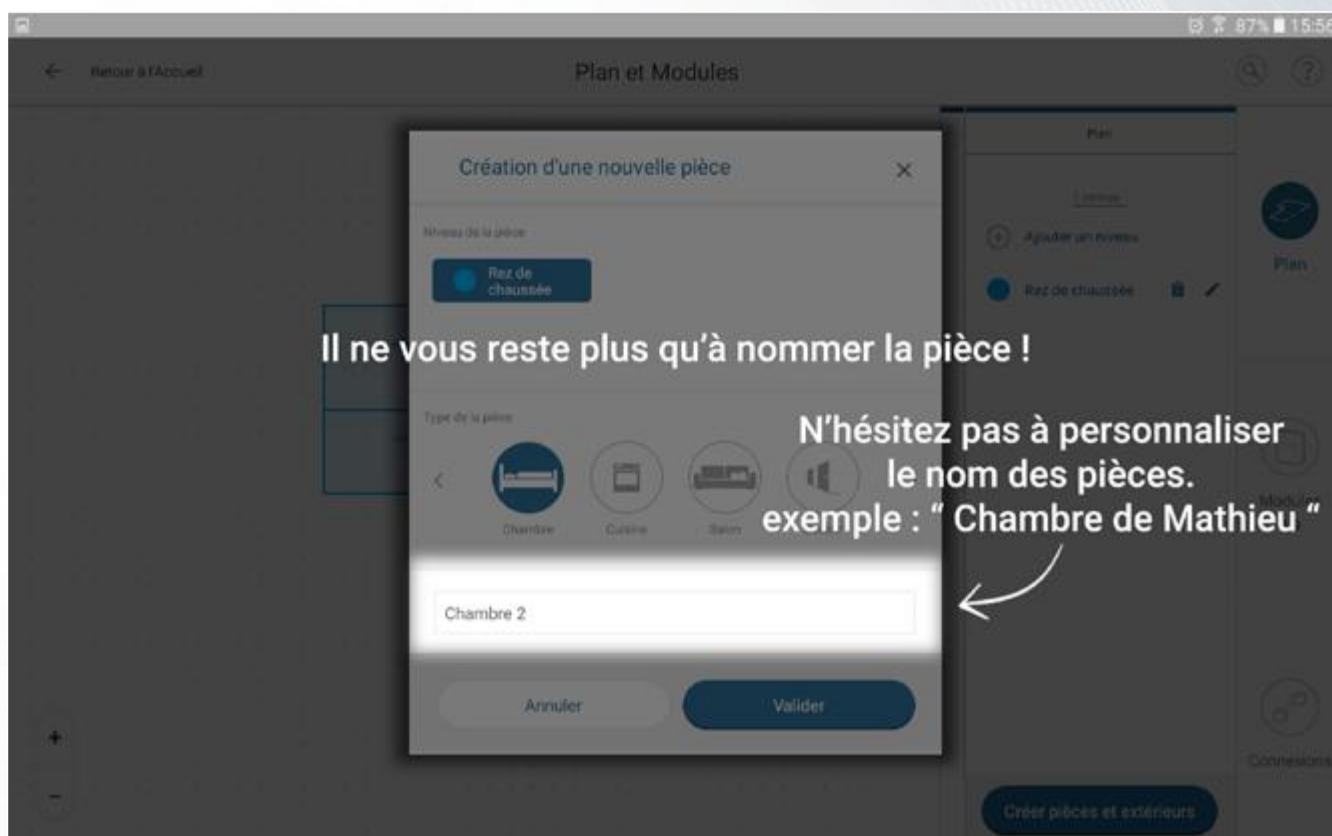 87% 15:56
Retour à l'Accueil
Plan et Modules
Plan
Création d'une nouvelle pièce
Niveau de la pièce
Ajouter un niveau
Plan
Rez de
chaussée
Rez de chaussée
Il ne vous reste plus qu'à nommer la pièce !
Type de la pièce
N'hésitez pas à personnaliser
le nom des pièces.
exemple : “ Chambre de Mathieu “
Modules
Chambre
Cuisine
Salon
Chambre 2
Annuler
Valider
Connexions
Créer pièces et extérieurs